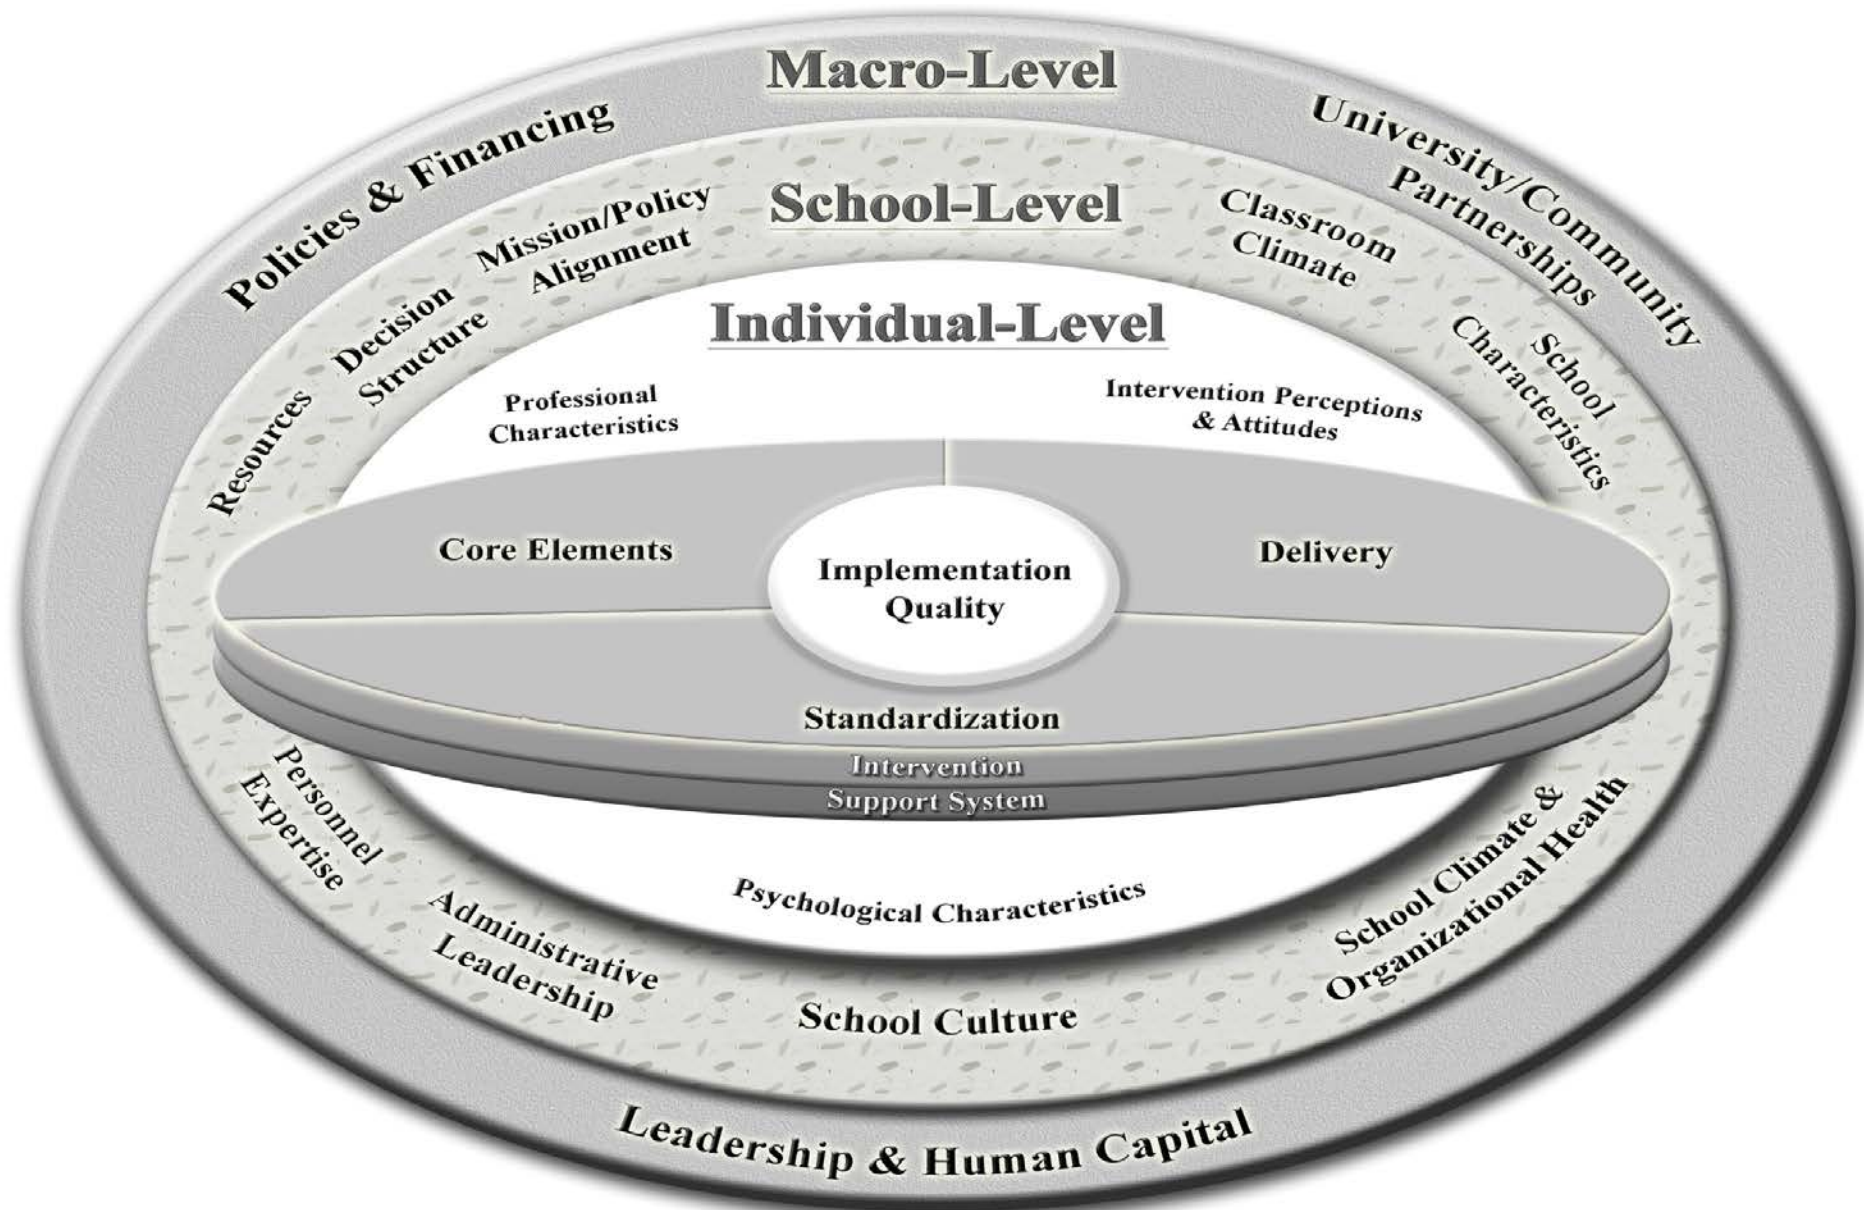 Macro-Level
Policies & Financing
University/Community
Partnerships
School-Level
Mission/Policy
Alignment
Classroom
Climate
Decision
Structure
School
Characteristics
Resources
Individual-Level
Professional
Characteristics
Intervention Perceptions
& Attitudes
Core Elements
Implementation
Quality
Delivery
Standardization
Intervention
Support System
Psychological Characteristics
Personnel
Expertise
Administrative
Leadership
School Culture
School Climate &
Organizational Health
Leadership & Human Capital